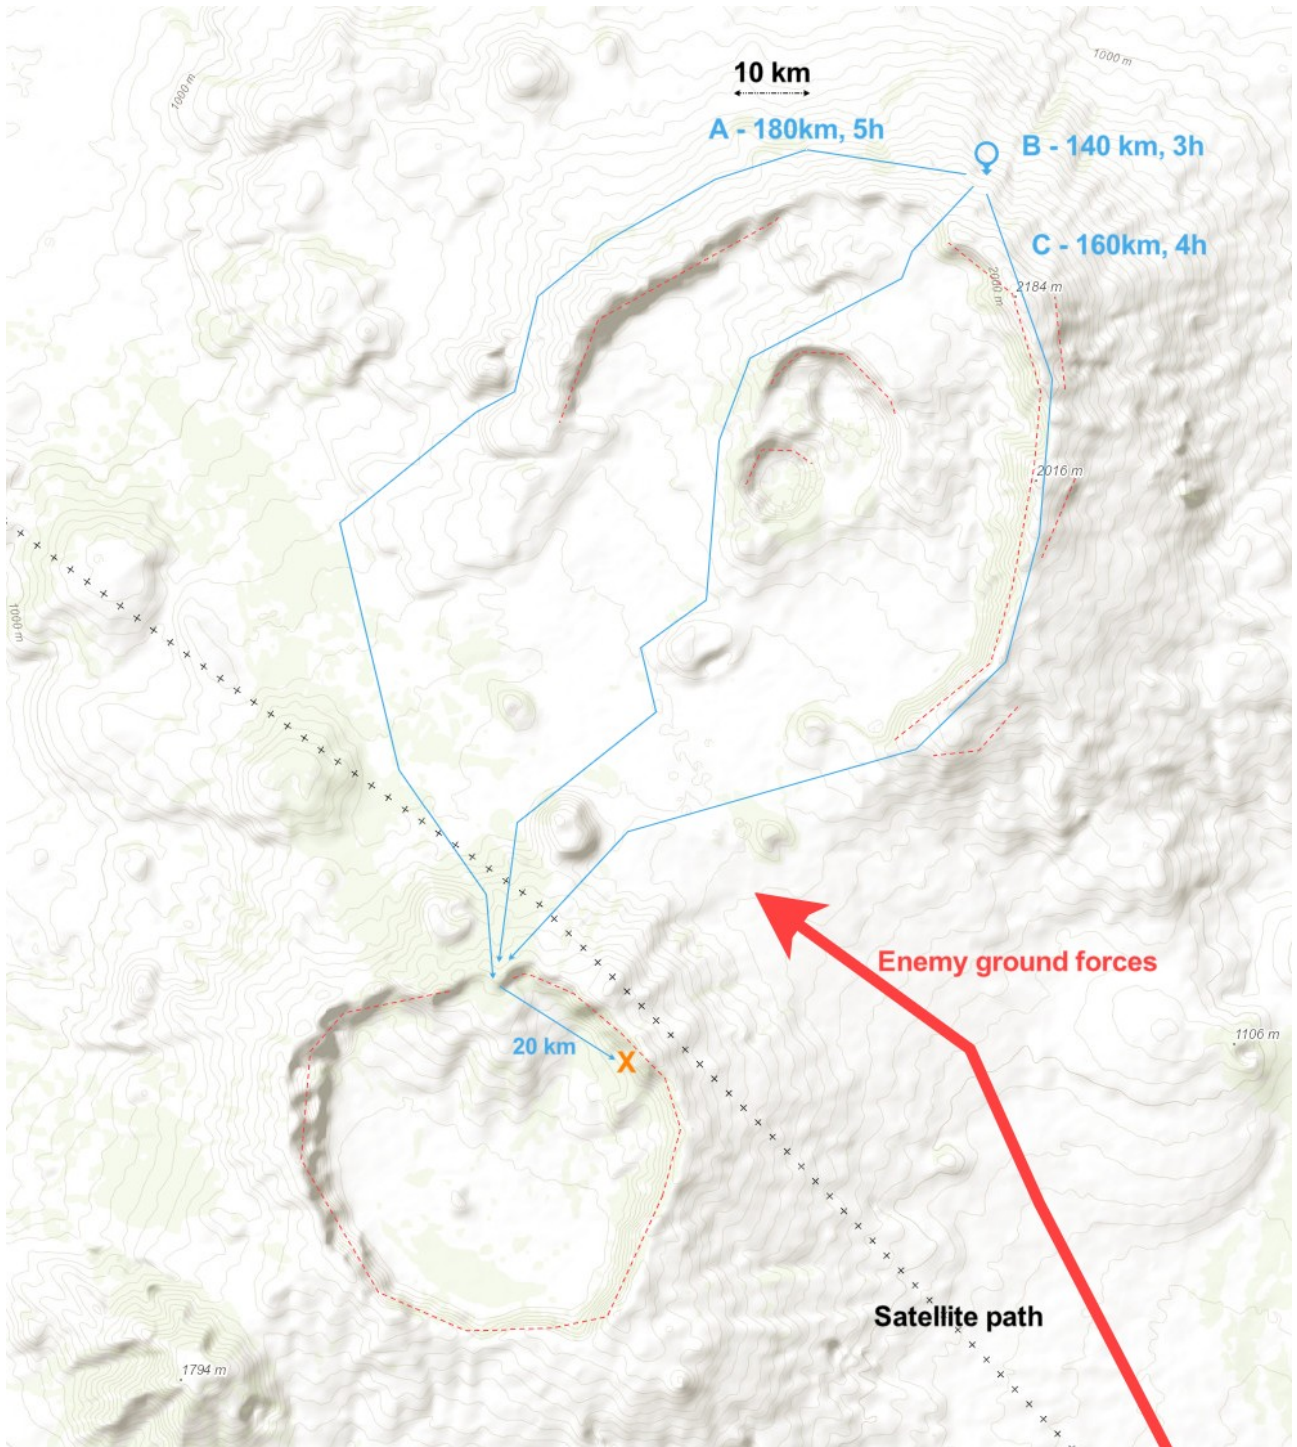 1000 m
10 km
1000 m
A - 180km, 5h
B - 140 km, 3h
C - 160km, 4h
2000 m
2184 m
2016 m
1000 m
Enemy ground forces
1106 m
20 km
X
Satellite path
1794 m